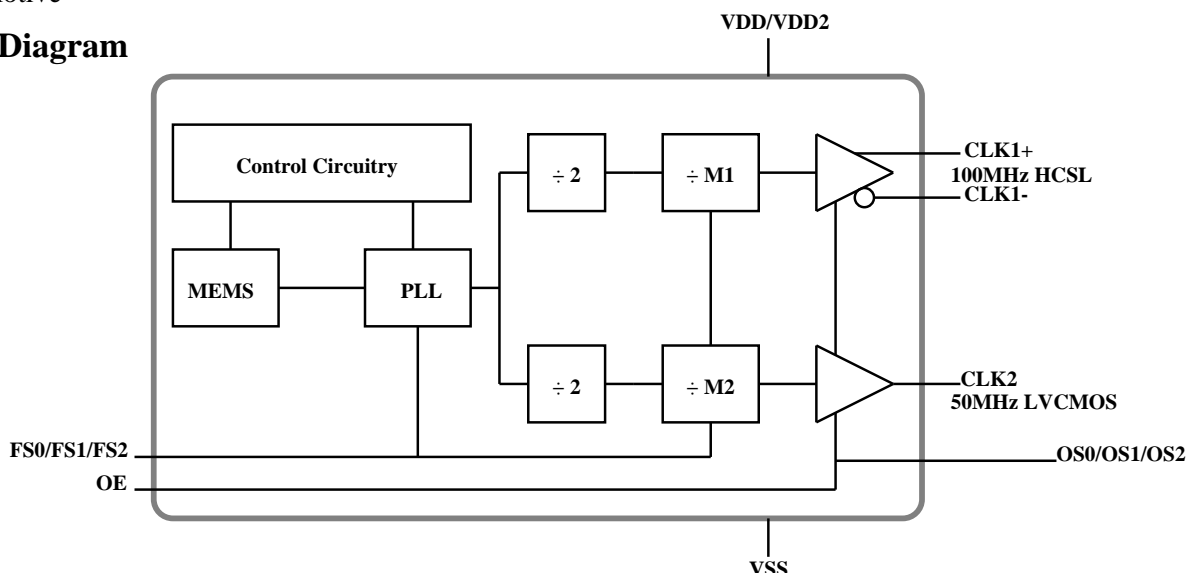 Diagram
VDD/VDD2
Control Circuitry
÷ 2
÷ M1
CLK1+
100MHz HCSL
CLK1-
MEMS
PLL
÷ 2
÷ M2
CLK2
50MHz LVCMOS
FS0/FS1/FS2
OS0/OS1/OS2
OE
VSS